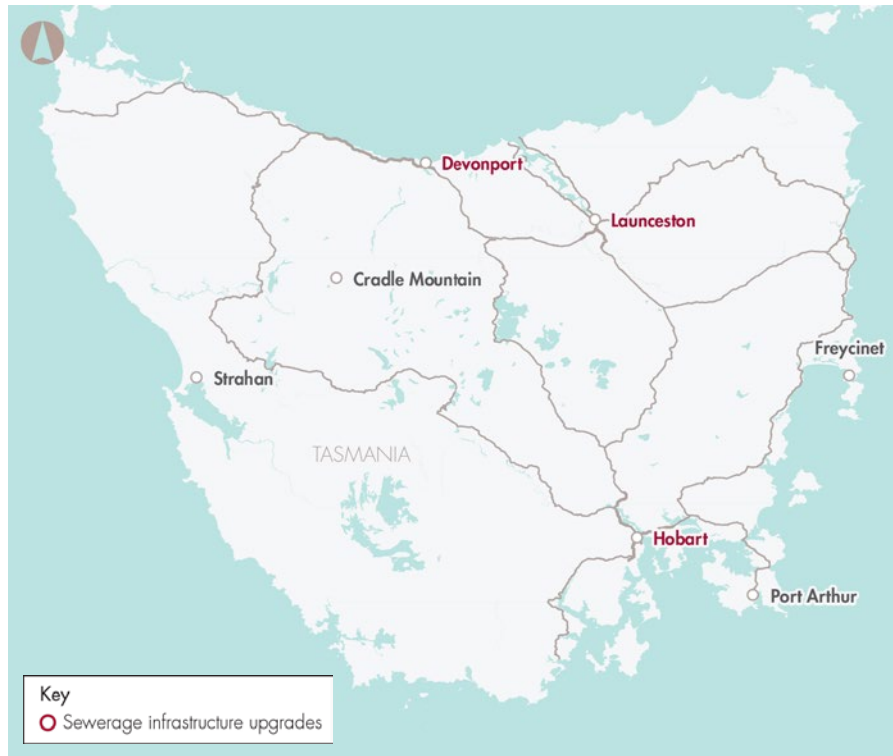 Devonport
Launceston
Cradle Mountain
Freycinet
Strahan
TASMANIA
Hobart
Port Arthur
Key
Sewerage infrastructure upgrades